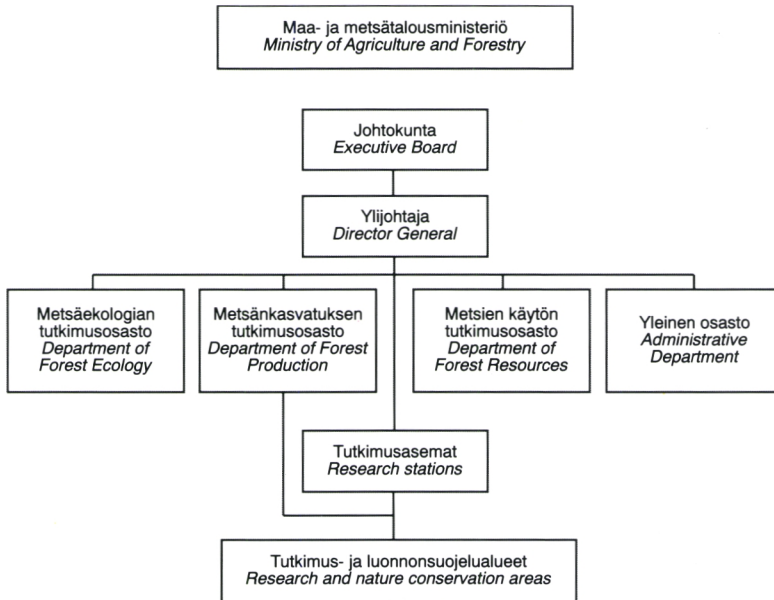 Maa- ja metsätalousministeriö
Ministry of Agriculture and Forestry
Johtokunta
Executive Board
Ylijohtaja
Director General
Metsäekologian
tutkimusosasto
Department of
Forest Ecology
Metsänkasvatuksen
tutkimusosasto
Department of Forest
Production
Metsien käytön
tutkimusosasto
Department of
Forest Resources
Yleinen osasto
Administrative
Department
Tutkimusasemat
Research stations
Tutkimus- ja luonnonsuojelualueet
Research and nature conservation areas